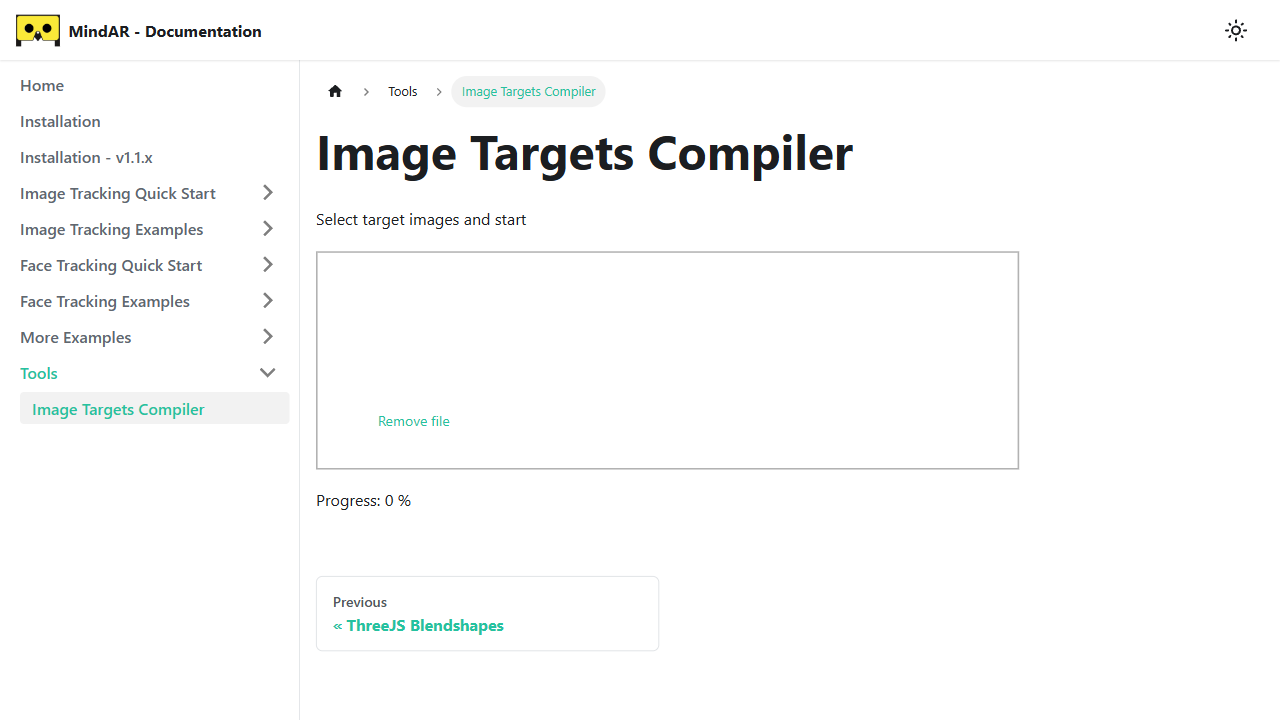 MindAR - Documentation
Home
Installation
Installation - v1.1.x
Image Tracking Quick Start
Image Tracking Examples
Face Tracking Quick Start
Face Tracking Examples
More Examples
Tools
Image Targets Compiler
Tools
Image Targets Compiler
Image Targets Compiler
Select target images and start
Remove file
Progress: 0 %
Previous
« ThreeJS Blendshapes